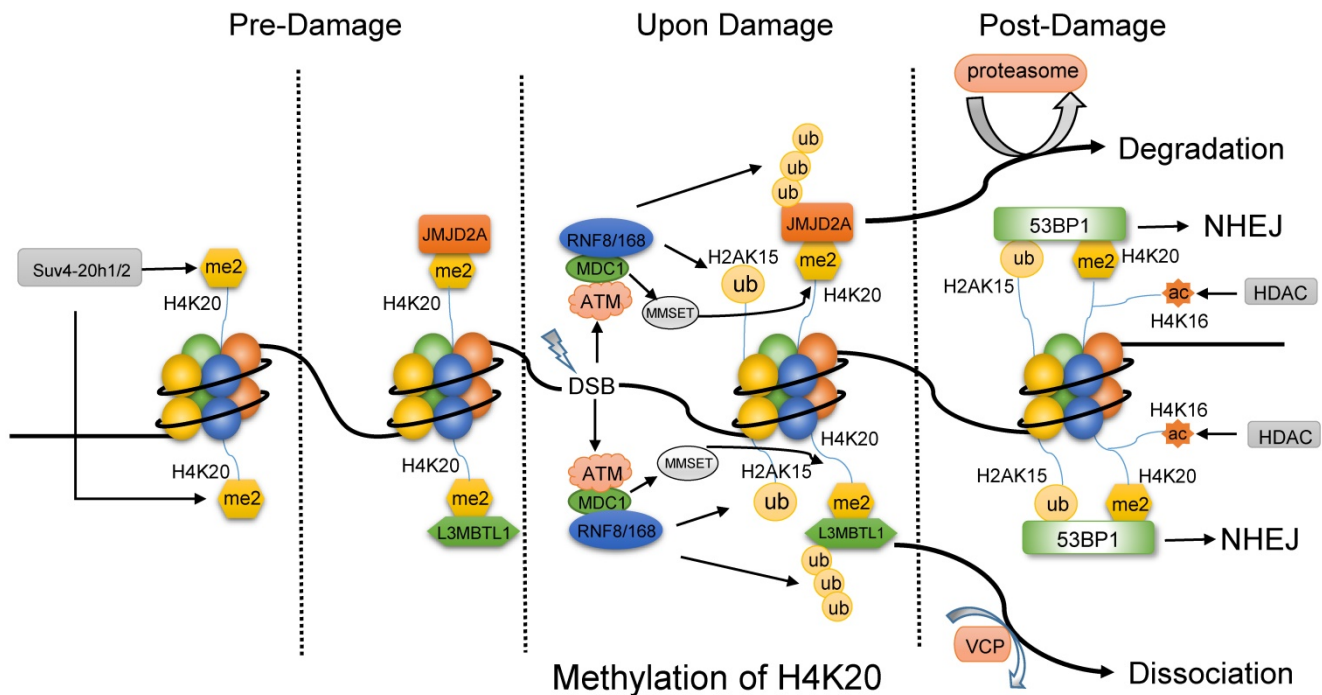 Pre-Damage
Upon Damage
Post-Damage
Suv4-20h1/2
me2
H4K20
H4K20
me2
JMJD2A
me2
H4K20
H4K20
me2
L3MBTL1
ub
ub
ub
JMJD2A
me2
H4K20
RNF8/168
MDC1
ATM
MMSET
H2AK15
ub
DSB
ATM
MDC1
RNF8/168
MMSET
H2AK15
ub
H4K20
me2
L3MBTL1
ub
ub
ub
proteasome
Degradation
53BP1
NHEJ
ub
me2
H4K20
H2AK15
ac
HDAC
H4K16
H4K16
ac
HDAC
H2AK15
H4K20
ub
me2
53BP1
NHEJ
VCP
Dissociation
Methylation of H4K20